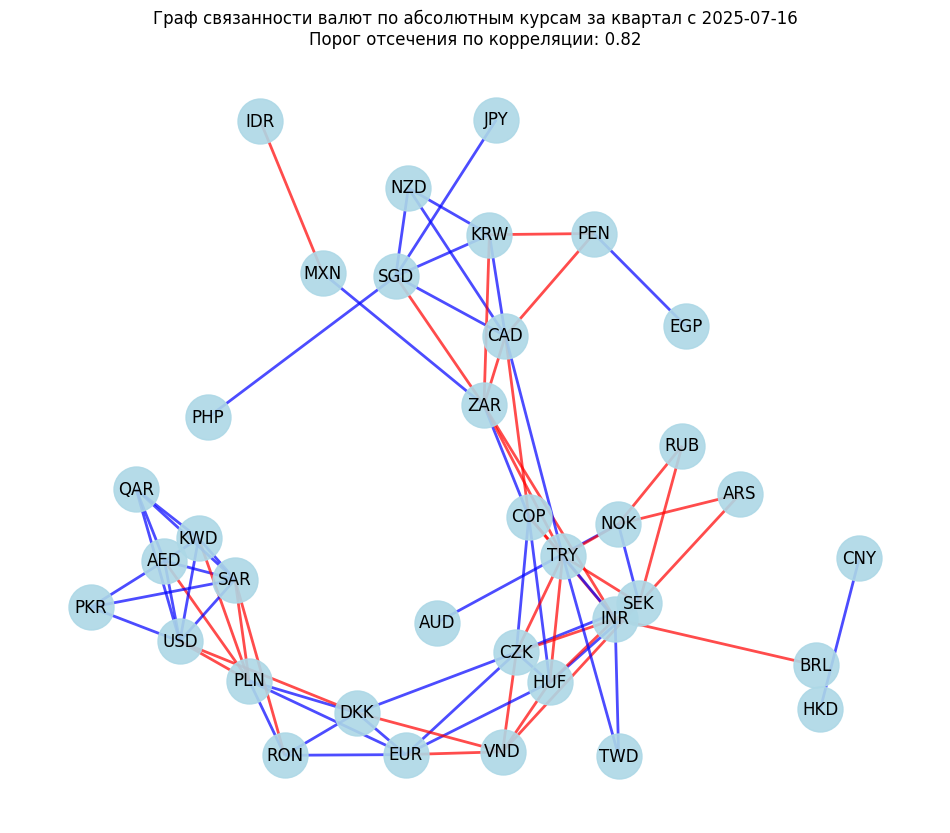 Граф связанности валют по абсолютным курсам за квартал с 2025-07-16
Порог отсечения по корреляции: 0.82
IDR
JPY
NZD
KRW
PEN
MXN
SGD
EGP
CAD
ZAR
PHP
RUB
QAR
ARS
COP
NOK
KWD
TRY
CNY
AED
SAR
SEK
PKR
INR
AUD
USD
CZK
BRL
PLN
HUF
HKD
DKK
RON
EUR
VND
TWD